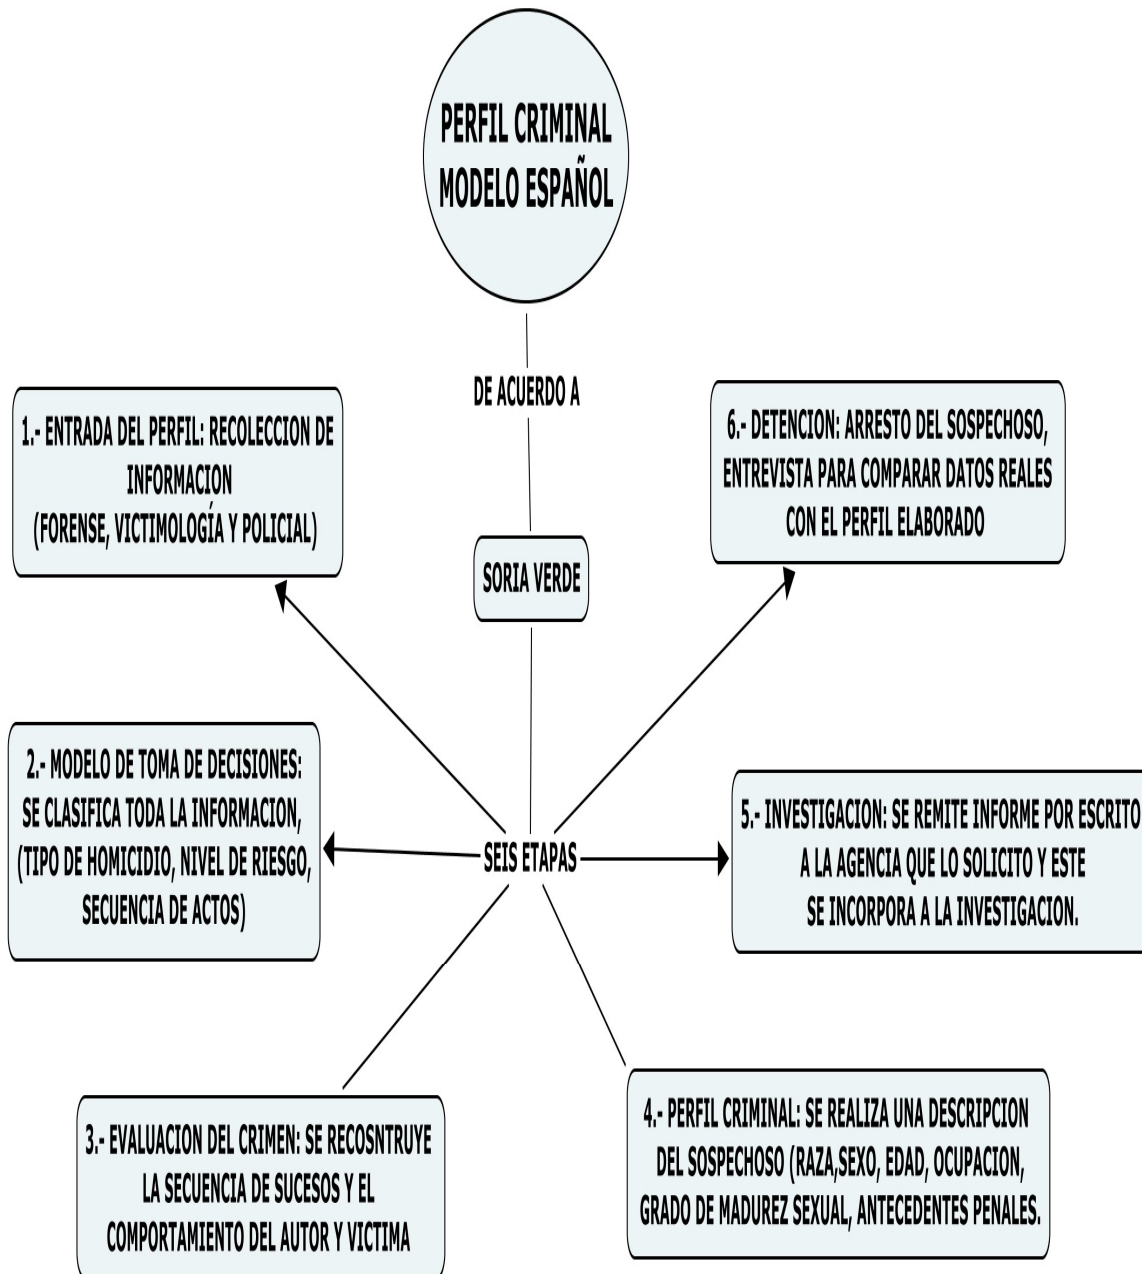 PERFIL CRIMINAL
MODELO ESPAÑOL
DE ACUERDO A
SORIA VERDE
SEIS ETAPAS
1.- ENTRADA DEL PERFIL: RECOLECCION DE
INFORMACION
(FORENSE, VICTIMOLOGÍA Y POLICIAL)
2.- MODELO DE TOMA DE DECISIONES:
SE CLASIFICA TODA LA INFORMACION,
(TIPO DE HOMICIDIO, NIVEL DE RIESGO,
SECUENCIA DE ACTOS)
3.- EVALUACION DEL CRIMEN: SE RECOSNTRUYE
LA SECUENCIA DE SUCESOS Y EL
COMPORTAMIENTO DEL AUTOR Y VICTIMA
4.- PERFIL CRIMINAL: SE REALIZA UNA DESCRIPCION
DEL SOSPECHOSO (RAZA,SEXO, EDAD, OCUPACION,
GRADO DE MADUREZ SEXUAL, ANTECEDENTES PENALES.
5.- INVESTIGACION: SE REMITE INFORME POR ESCRITO
A LA AGENCIA QUE LO SOLICITO Y ESTE
SE INCORPORA A LA INVESTIGACION.
6.- DETENCION: ARRESTO DEL SOSPECHOSO,
ENTREVISTA PARA COMPARAR DATOS REALES
CON EL PERFIL ELABORADO